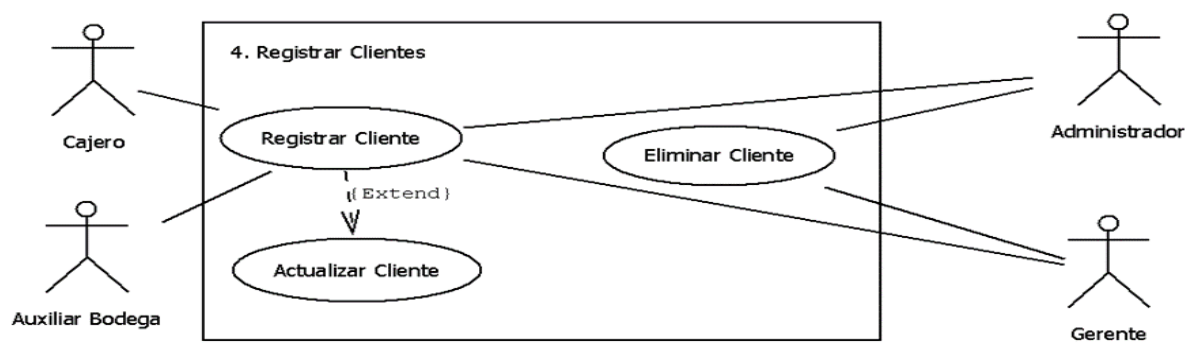 4. Registrar Clientes
Cajero
Registrar Cliente
Eliminar Cliente
Administrador
{Extend}
Actualizar Cliente
Auxiliar Bodega
Gerente